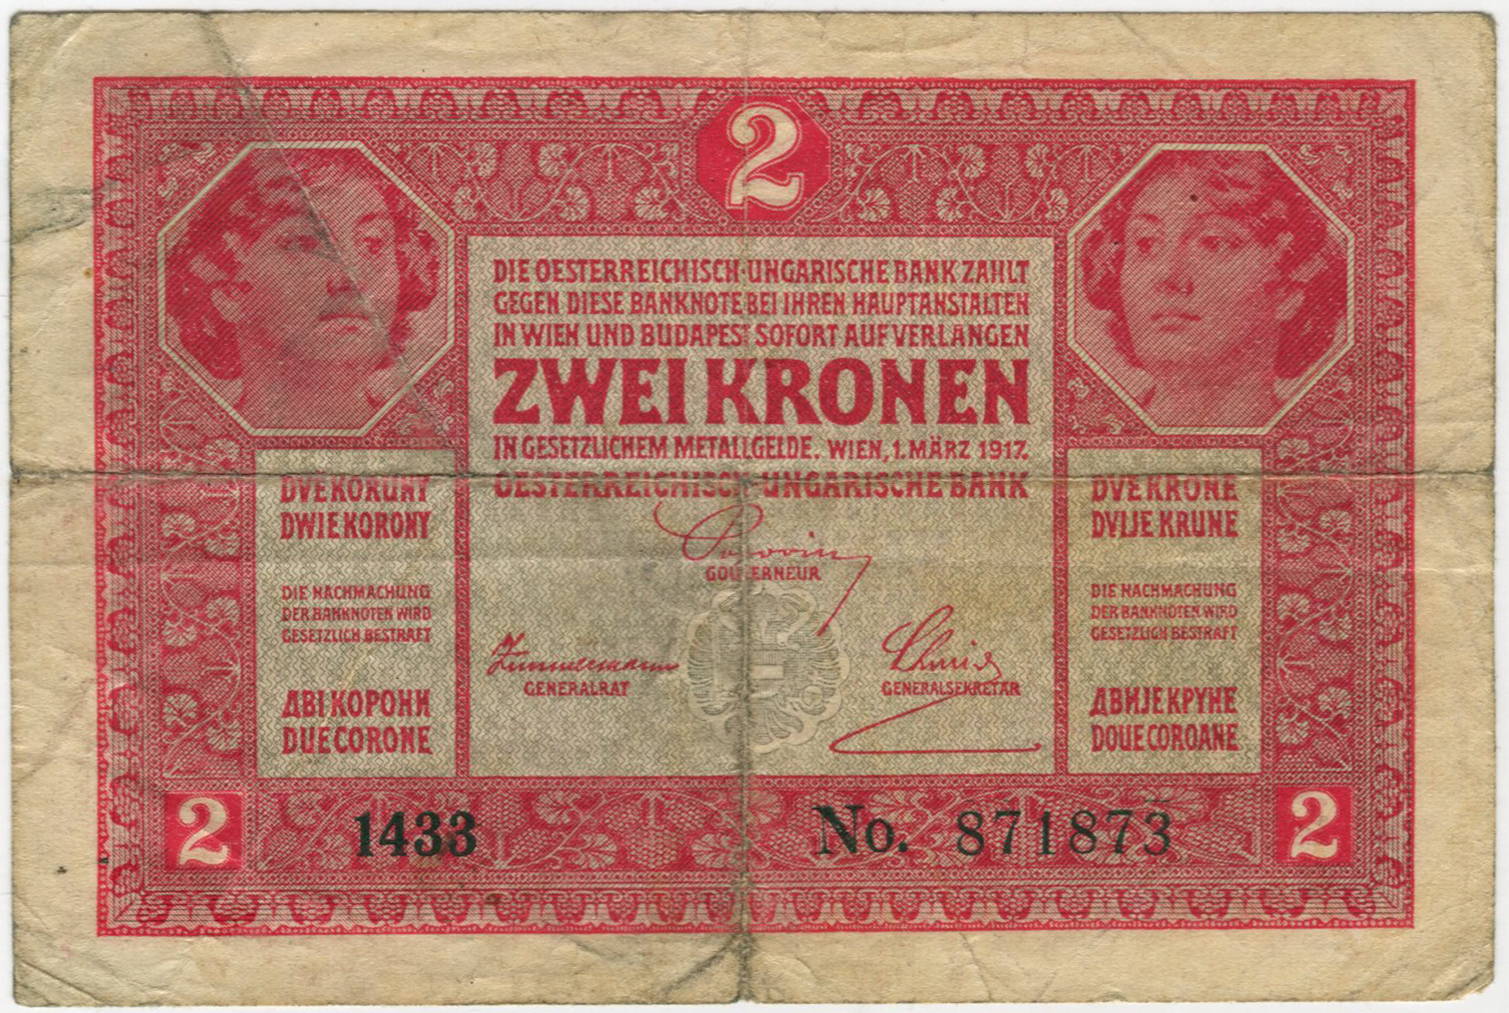 2
DIE OESTERREICHISCH-UNGARISCHE BANK ZAHLT
GEGEN DIESE BANKNOTE BEI IHREN HAUPTANSTALTEN
IN WIEN UND BUDAPEST SOFORT AUF VERLANGEN
ZWEI KRONEN
IN GESETZLICHEM METALLGELDE. WIEN, 1. MÄRZ 1917.
OESTERREICHISCH-UNGARISCHE BANK
Popovics
GOUVERNEUR
Zimmermann
GENERALRAT
GENERALSEKRETÄR
DVE KORUNY
DWIE KORONY
DIE NACHMACHUNG
DER BANKNOTEN WIRD
GESETZLICH BESTRAFT
ДВІ КОРОНИ
DUE CORONE
DVE KRONE
DVIJE KRUNE
DIE NACHMACHUNG
DER BANKNOTEN WIRD
GESETZLICH BESTRAFT
ДВИЈЕ КРУНЕ
DOUE COROANE
2
1433
No. 871873
2